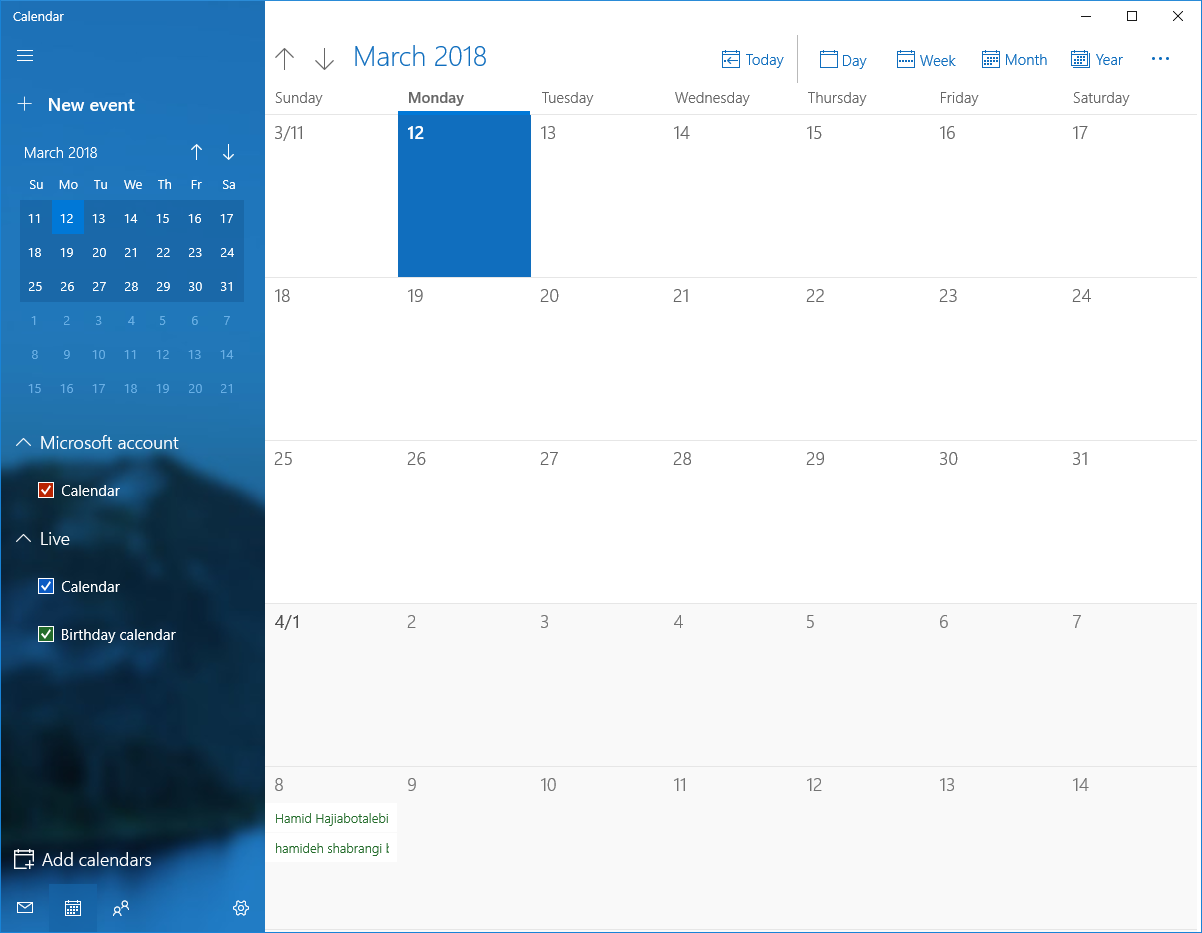 Calendar
New event
March 2018
Su Mo Tu We Th Fr Sa
11 12 13 14 15 16 17
18 19 20 21 22 23 24
25 26 27 28 29 30 31
1 2 3 4 5 6 7
8 9 10 11 12 13 14
15 16 17 18 19 20 21
Microsoft account
Calendar
Live
Calendar
Birthday calendar
Add calendars
March 2018
Today Day Week Month Year
Sunday Monday Tuesday Wednesday Thursday Friday Saturday
3/11 12 13 14 15 16 17
18 19 20 21 22 23 24
25 26 27 28 29 30 31
4/1 2 3 4 5 6 7
8 9 10 11 12 13 14
Hamid Hajiabotalebi
hamideh shabrangi